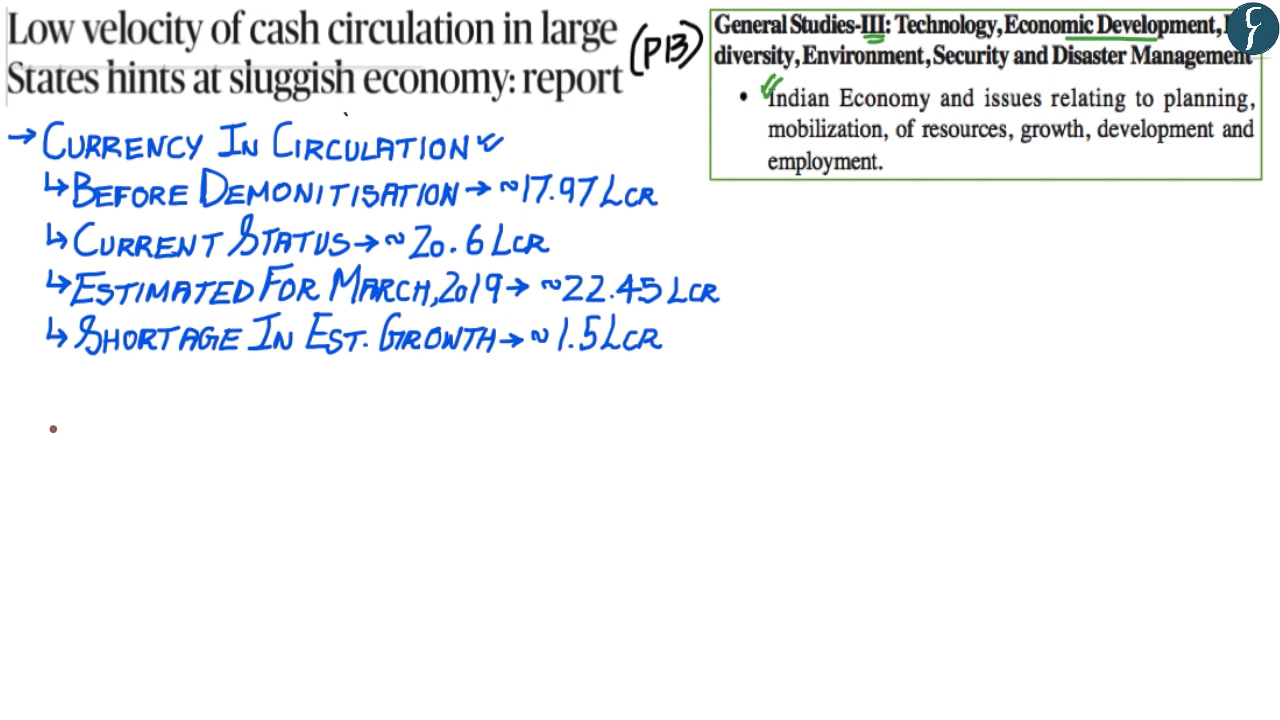 Low velocity of cash circulation in large
States hints at sluggish economy: report
(P13)
General Studies-III: Technology, Economic Development,
diversity, Environment, Security and Disaster Management
• Indian Economy and issues relating to planning,
mobilization, of resources, growth, development and
employment.
→ CURRENCY IN CIRCULATION
↳ BEFORE DEMONITISATION → ~17.97 LCR
↳ CURRENT STATUS → ~ 20.6 LCR
↳ ESTIMATED FOR MARCH, 2019 → ~22.45 LCR
↳ SHORTAGE IN EST. GROWTH → ~ 1.5 LCR